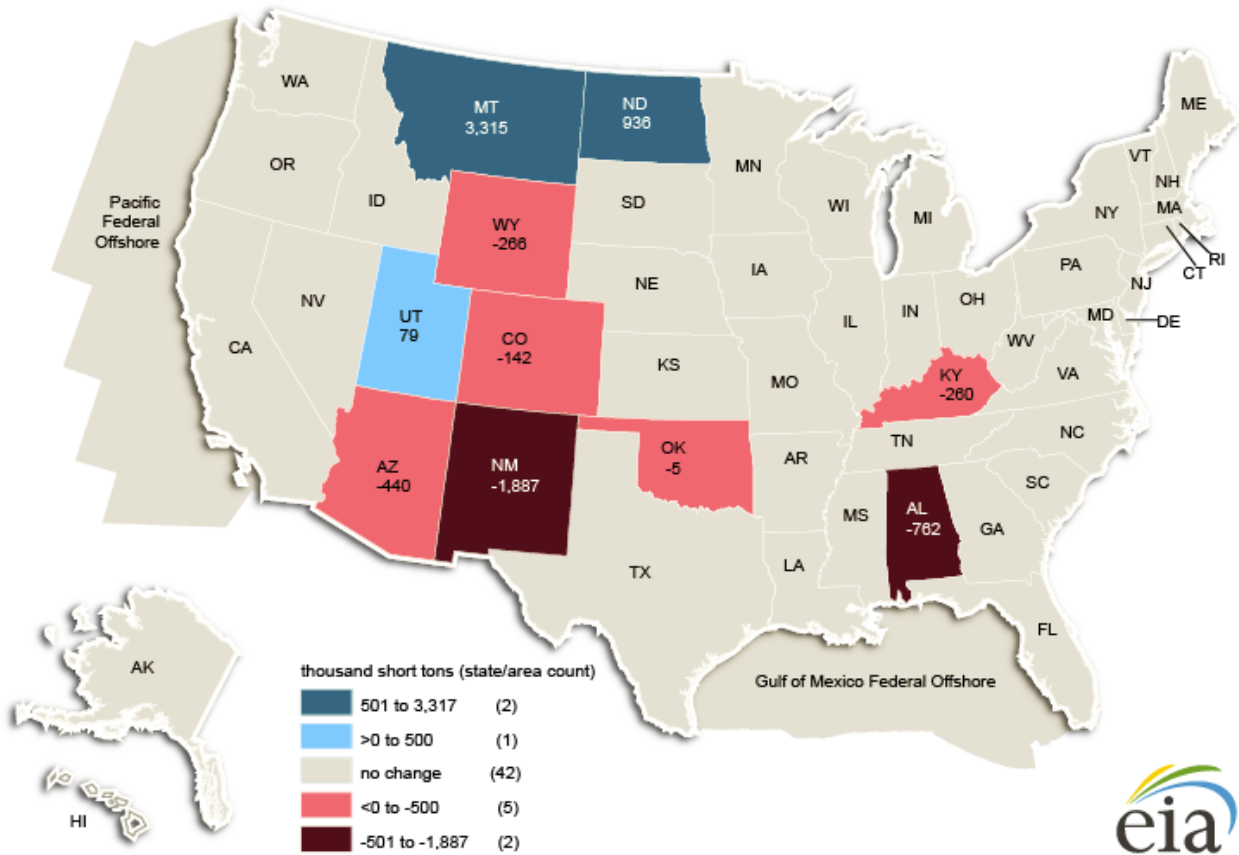 WA
MT
3,315
ND
936
ME
OR
MN
VT
NH
ID
SD
WI
MI
NY
MA
RI
CT
Pacific
Federal
Offshore
WY
-266
IA
PA
NJ
NE
OH
NV
UT
79
IL
IN
MD
DE
CA
CO
-142
WV
KS
MO
KY
-260
VA
AZ
-440
NM
-1,887
OK
-5
AR
TN
NC
SC
MS
AL
-762
GA
TX
LA
FL
AK
Gulf of Mexico Federal Offshore
HI
thousand short tons (state/area count)
501 to 3,317 (2)
>0 to 500 (1)
no change (42)
<0 to -500 (5)
-501 to -1,887 (2)
eia